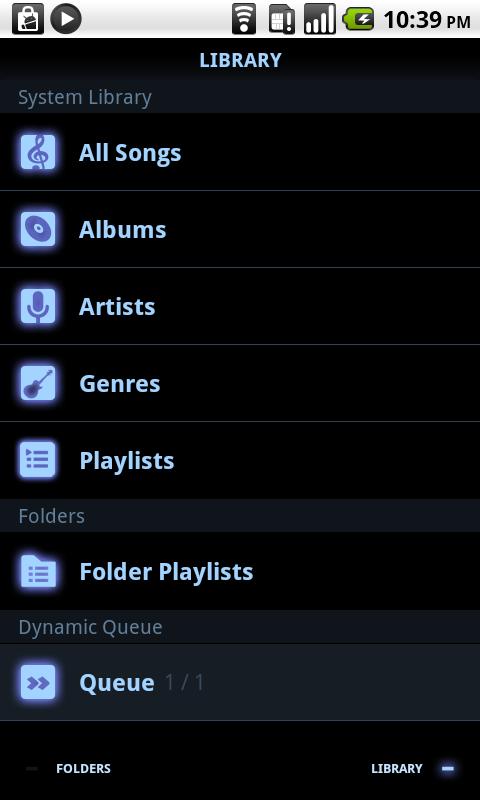 10:39 PM
LIBRARY
System Library
All Songs
Albums
Artists
Genres
Playlists
Folders
Folder Playlists
Dynamic Queue
Queue 1 / 1
FOLDERS LIBRARY